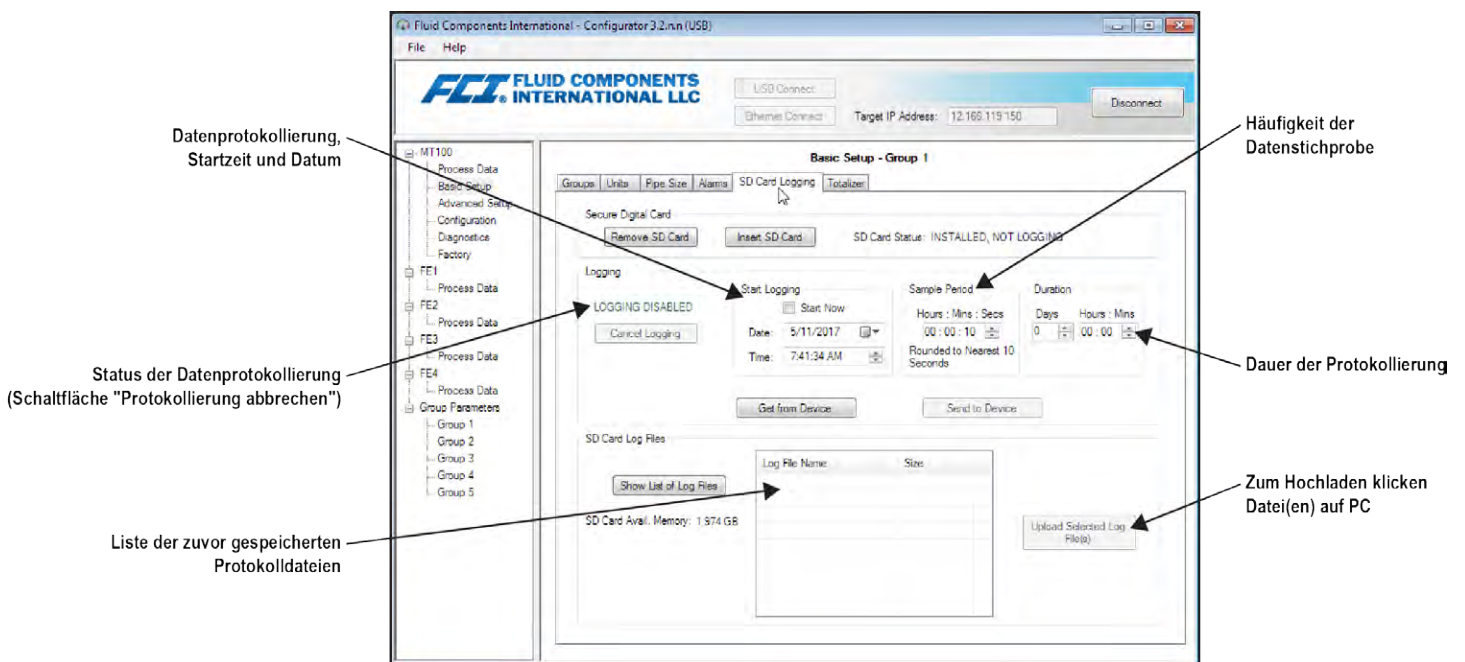 Fluid Components International - Configurator 3.2.n.n (USB)
File Help
FCI® FLUID COMPONENTS
INTERNATIONAL LLC
USB Connect
Ethernet Connect
Target IP Address: 12.166.119.150
Disconnect
Datenprotokollierung,
Startzeit und Datum
Häufigkeit der
Datenstichprobe
MT100
Process Data
Basic Setup
Advanced Setup
Configuration
Diagnostics
Factory
FE1
Process Data
FE2
Process Data
FE3
Process Data
FE4
Process Data
Group Parameters
Group 1
Group 2
Group 3
Group 4
Group 5
Basic Setup - Group 1
Groups Units Pipe Size Alarms SD Card Logging Totalizer
Secure Digital Card
Remove SD Card
Insert SD Card
SD Card Status: INSTALLED, NOT LOGGING
Logging
LOGGING DISABLED
Cancel Logging
Start Logging
Start Now
Date: 5/11/2017
Time: 7:41:34 AM
Sample Period
Hours : Mins : Secs
00 : 00 : 10
Rounded to Nearest 10
Seconds
Duration
Days Hours : Mins
0 00 : 00
Get from Device
Send to Device
Status der Datenprotokollierung
(Schaltfläche "Protokollierung abbrechen")
Dauer der Protokollierung
SD Card Log Files
Show List of Log Files
SD Card Avail. Memory: 1.974 GB
Log File Name Size
Upload Selected Log
File(s)
Zum Hochladen klicken
Datei(en) auf PC
Liste der zuvor gespeicherten
Protokolldateien